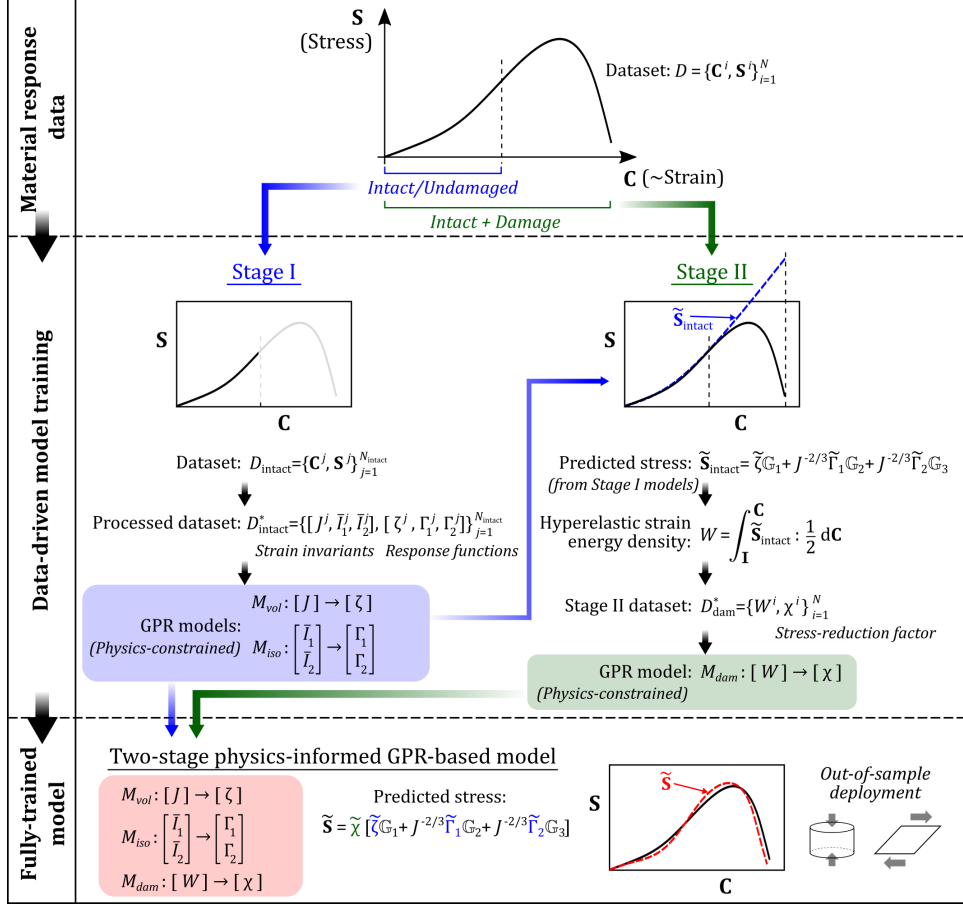 Material response data
S
(Stress)
Dataset: D = {C^i, S^i}_{i=1}^N
C (~Strain)
Intact/Undamaged
Intact + Damage
Data-driven model training
Stage I
S
C
Dataset: D_intact={C^j, S^j}_{j=1}^{N_intact}
Processed dataset: D*_intact={[ J^j, Ī_1^j, Ī_2^j], [ ζ^j , Γ_1^j, Γ_2^j]}_{j=1}^{N_intact}
Strain invariants Response functions
GPR models:
(Physics-constrained)
M_vol : [ J ] → [ ζ ]
M_iso : [Ī_1 Ī_2] → [Γ_1 Γ_2]
Stage II
S̃_intact
S
C
Predicted stress: S̃_intact= ζ̃𝔾_1+ J^{-2/3}Γ̃_1𝔾_2+ J^{-2/3}Γ̃_2𝔾_3
(from Stage I models)
Hyperelastic strain
energy density: W = ∫_I^C S̃_intact : 1/2 dC
Stage II dataset: D*_dam={W^i, χ^i}_{i=1}^N
Stress-reduction factor
GPR model: M_dam : [ W ] → [ χ ]
(Physics-constrained)
Fully-trained model
Two-stage physics-informed GPR-based model
M_vol : [ J ] → [ ζ ]
M_iso : [Ī_1 Ī_2] → [Γ_1 Γ_2]
M_dam : [ W ] → [ χ ]
Predicted stress:
S̃ = χ̃ [ζ̃𝔾_1+ J^{-2/3}Γ̃_1𝔾_2+ J^{-2/3}Γ̃_2𝔾_3]
S̃
S
C
Out-of-sample
deployment